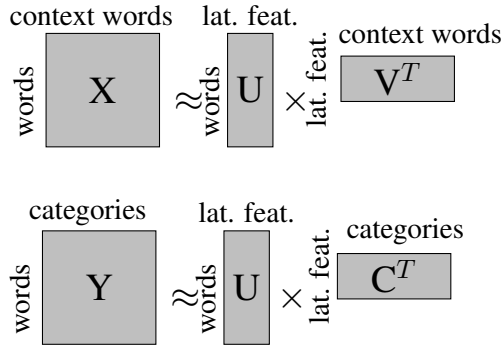 context words lat. feat.
context words
words X ≈ words U × lat. feat. V^T
categories lat. feat.
categories
words Y ≈ words U × lat. feat. C^T